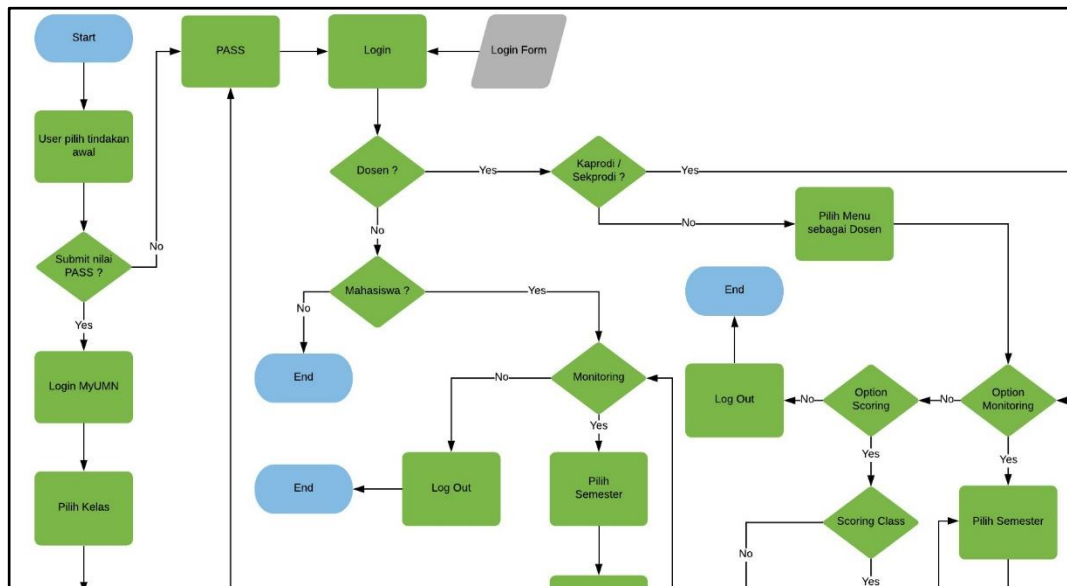 Start
PASS
Login
Login Form
User pilih tindakan
awal
Dosen ?
Yes
Kaprodi /
Sekprodi ?
Yes
No
Pilih Menu
sebagai Dosen
No
Submit nilai
PASS ?
No
Mahasiswa ?
Yes
No
End
Yes
Login MyUMN
End
Monitoring
No
Log Out
No
Option
Scoring
No
Option
Monitoring
Yes
Yes
Yes
Pilih Kelas
End
Log Out
Pilih
Semester
Scoring Class
Pilih Semester
No
Yes